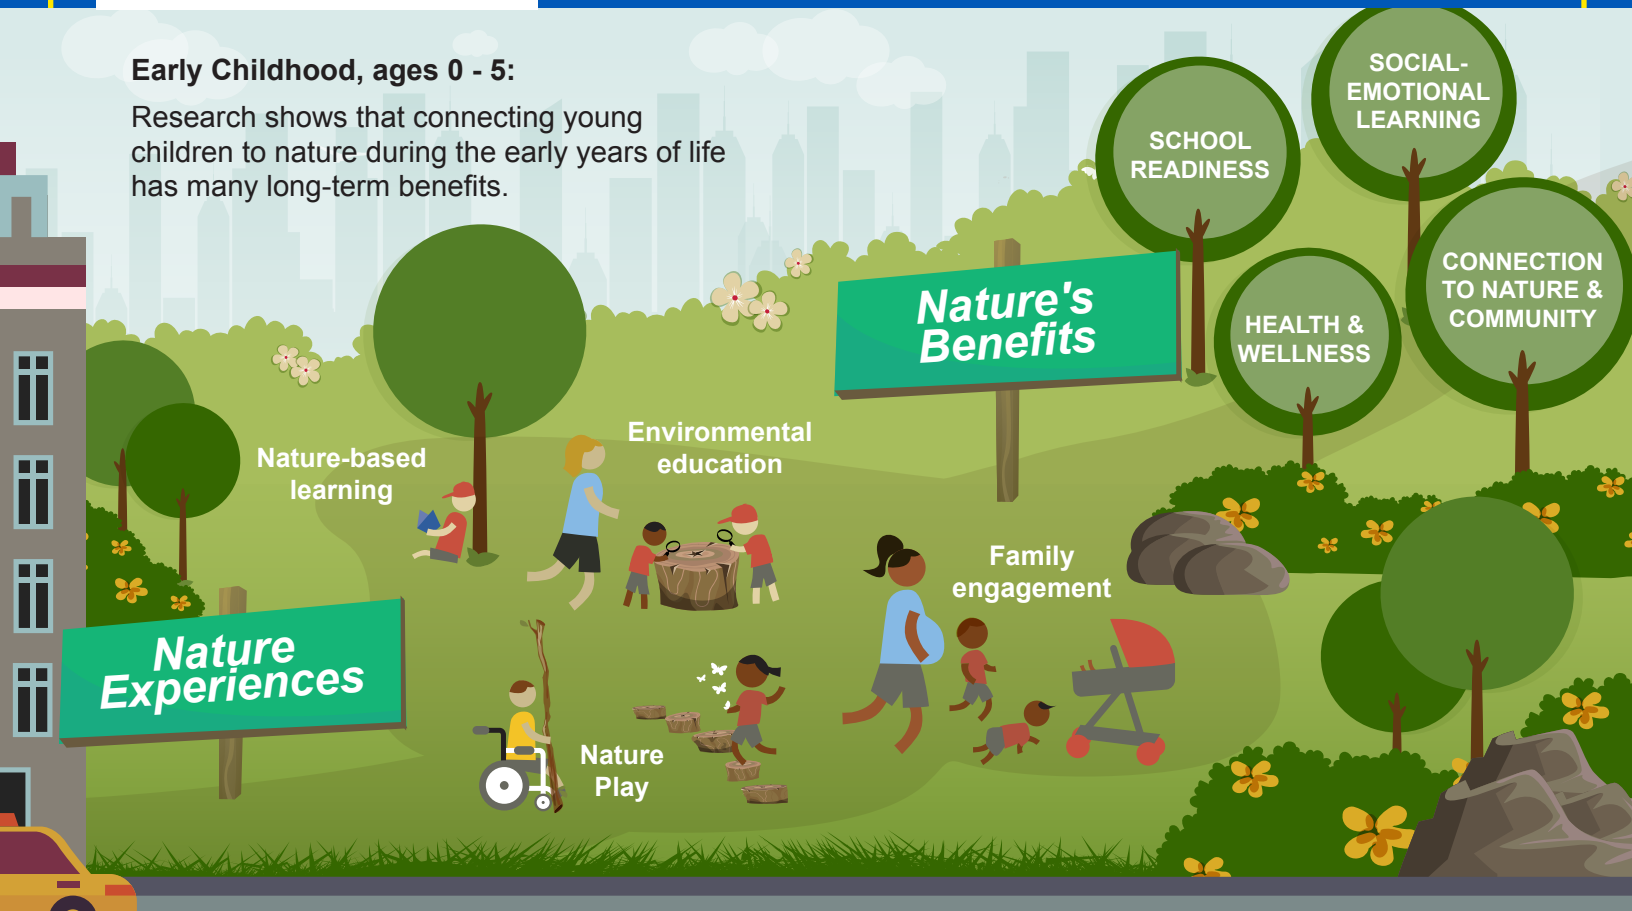 Early Childhood, ages 0 - 5:
Research shows that connecting young
children to nature during the early years of life
has many long-term benefits.
SCHOOL
READINESS
SOCIAL-
EMOTIONAL
LEARNING
CONNECTION
TO NATURE &
COMMUNITY
HEALTH &
WELLNESS
Nature's
Benefits
Nature-based
learning
Environmental
education
Family
engagement
Nature
Experiences
Nature
Play